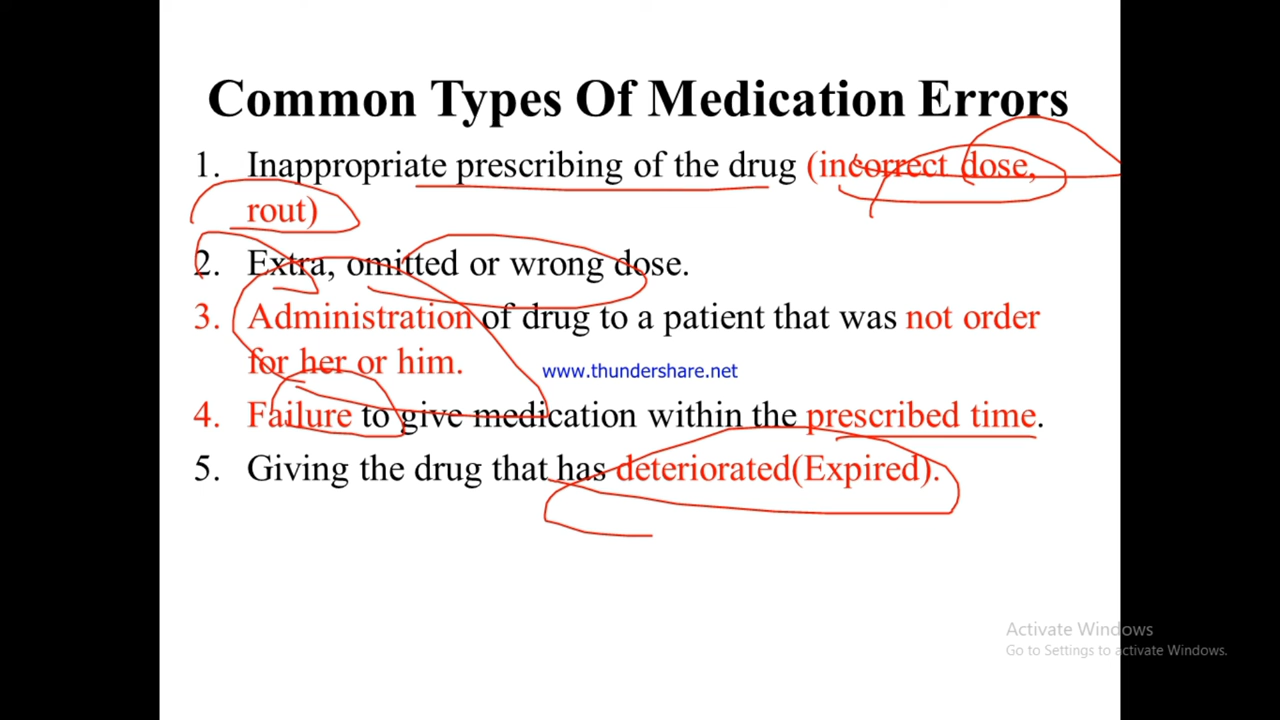 Common Types Of Medication Errors
1. Inappropriate prescribing of the drug (incorrect dose,
rout)
2. Extra, omitted or wrong dose.
3. Administration of drug to a patient that was not order
for her or him.
www.thundershare.net
4. Failure to give medication within the prescribed time.
5. Giving the drug that has deteriorated(Expired).
Activate Windows
Go to Settings to activate Windows.